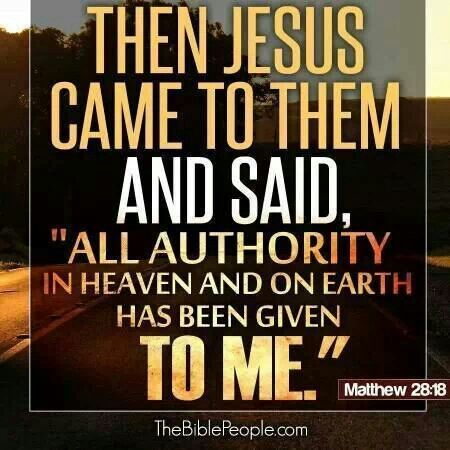 THEN JESUS
CAME TO THEM
AND SAID,
"ALL AUTHORITY
IN HEAVEN AND ON EARTH
HAS BEEN GIVEN
TO ME."
Matthew 28:18
TheBiblePeople.com